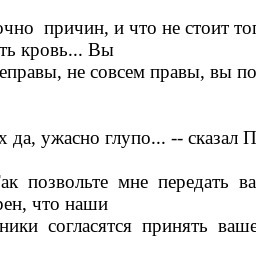 очно причин, и что не стоит тог
ть кровь... Вы
еправы, не совсем правы, вы по
х да, ужасно глупо... -- сказал П
ак позвольте мне передать ва
рен, что наши
ники согласятся принять ваше